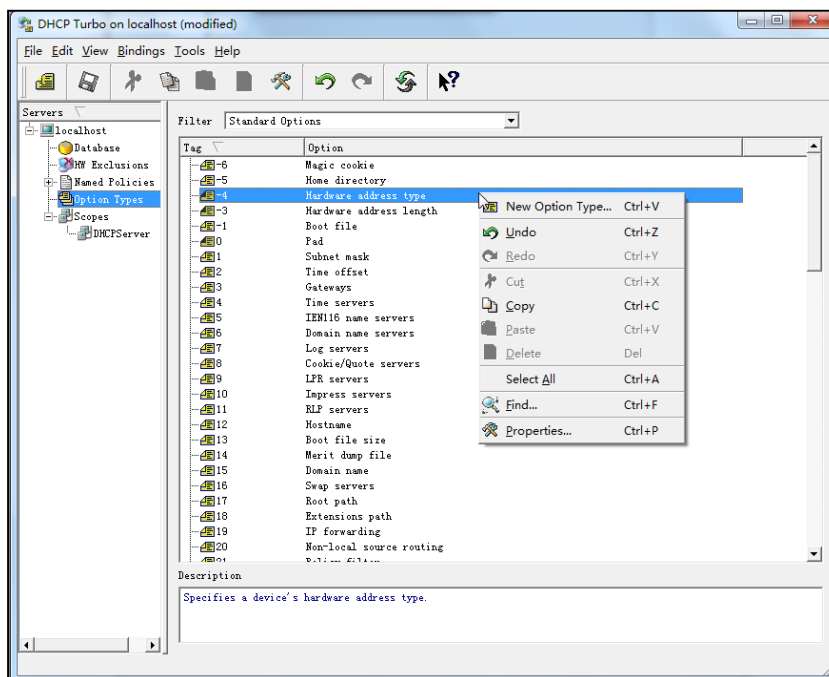 DHCP Turbo on localhost (modified)
File Edit View Bindings Tools Help
Servers
localhost
Database
HW Exclusions
Named Policies
Option Types
Scopes
DHCPServer
Filter Standard Options
Tag Option
-6 Magic cookie
-5 Home directory
-4 Hardware address type
-3 Hardware address length
-1 Boot file
0 Pad
1 Subnet mask
2 Time offset
3 Gateways
4 Time servers
5 IEN116 name servers
6 Domain name servers
7 Log servers
8 Cookie/Quote servers
9 LPR servers
10 Impress servers
11 RLP servers
12 Hostname
13 Boot file size
14 Merit dump file
15 Domain name
16 Swap servers
17 Root path
18 Extensions path
19 IP forwarding
20 Non-local source routing
21 Policy filter
New Option Type... Ctrl+V
Undo Ctrl+Z
Redo Ctrl+Y
Cut Ctrl+X
Copy Ctrl+C
Paste Ctrl+V
Delete Del
Select All Ctrl+A
Find... Ctrl+F
Properties... Ctrl+P
Description
Specifies a device's hardware address type.